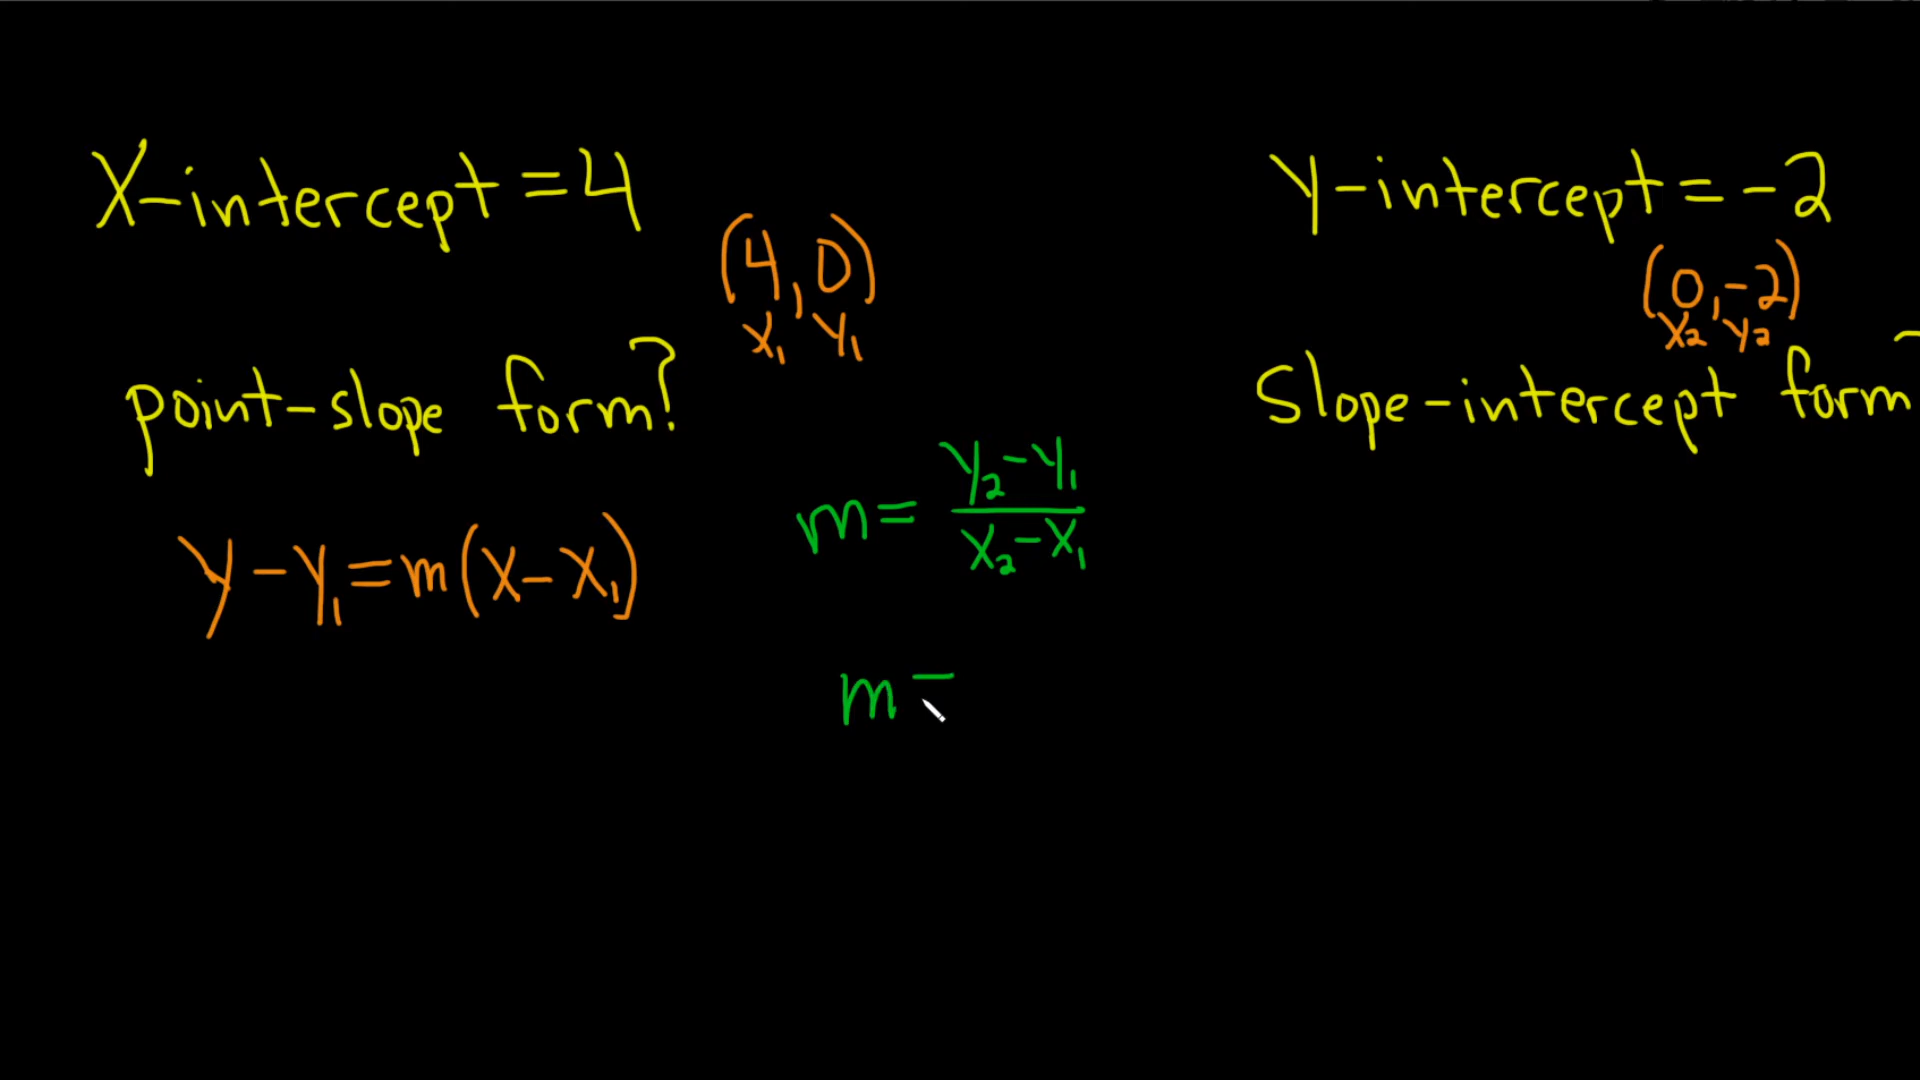 X-intercept = 4
Y-intercept = -2
(4, 0)
x₁, y₁
(0, -2)
x₂, y₂
point-slope form?
Slope-intercept form
y - y₁ = m(x - x₁)
m = (y₂ - y₁)/(x₂ - x₁)
m -